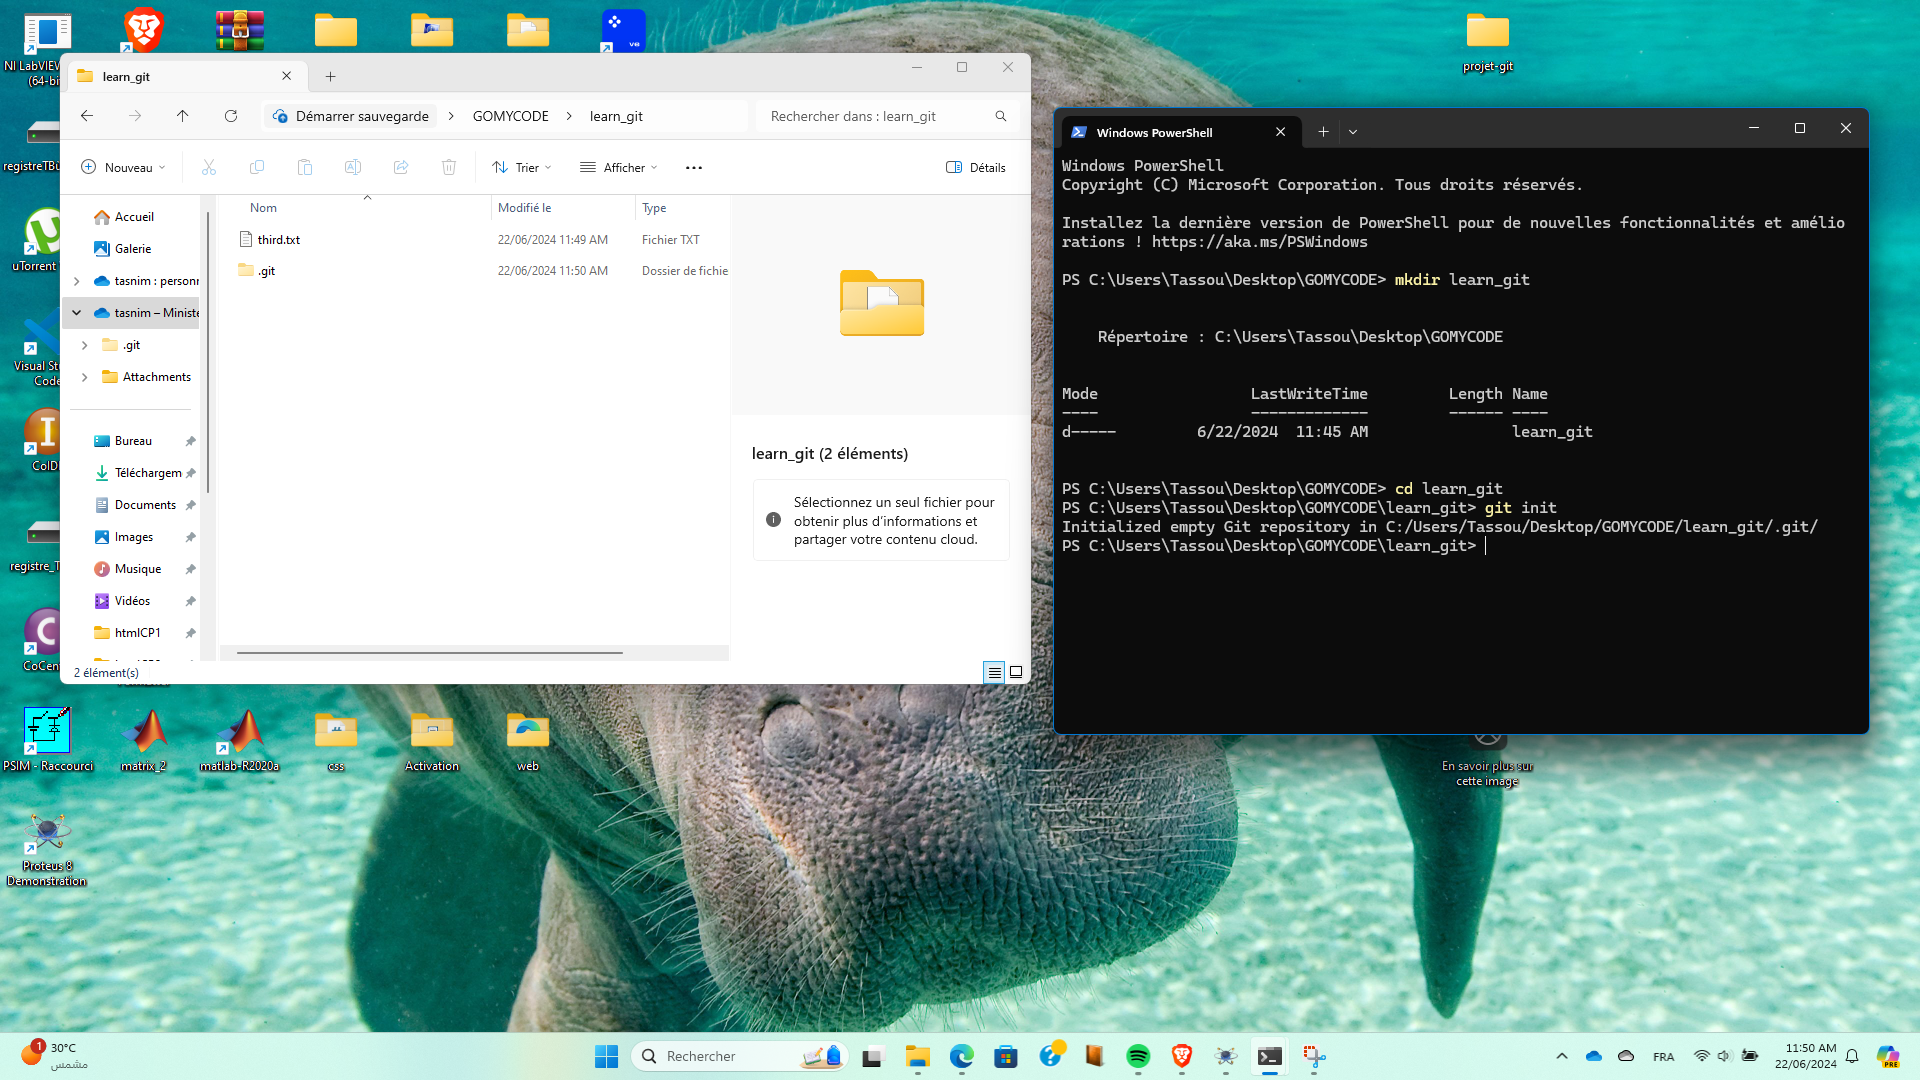 NI LabVIEW
(64-bi
projet-git
learn_git
Démarrer sauvegarde
GOMYCODE
learn_git
Rechercher dans : learn_git
Nouveau
Trier
Afficher
Détails
registreTBu
uTorrent
Visual Stu
Code
ColDI
registre_T
CoCent
Accueil
Galerie
tasnim : personn
tasnim – Ministè
.git
Attachments
Bureau
Téléchargem
Documents
Images
Musique
Vidéos
htmlCP1
Nom
Modifié le
Type
third.txt
22/06/2024 11:49 AM
Fichier TXT
.git
22/06/2024 11:50 AM
Dossier de fichie
learn_git (2 éléments)
Sélectionnez un seul fichier pour
obtenir plus d’informations et
partager votre contenu cloud.
2 élément(s)
Windows PowerShell
Windows PowerShell
Copyright (C) Microsoft Corporation. Tous droits réservés.
Installez la dernière version de PowerShell pour de nouvelles fonctionnalités et amélio
rations ! https://aka.ms/PSWindows
PS C:\Users\Tassou\Desktop\GOMYCODE> mkdir learn_git
Répertoire : C:\Users\Tassou\Desktop\GOMYCODE
Mode LastWriteTime Length Name
---- ------------- ------ ----
d----- 6/22/2024 11:45 AM learn_git
PS C:\Users\Tassou\Desktop\GOMYCODE> cd learn_git
PS C:\Users\Tassou\Desktop\GOMYCODE\learn_git> git init
Initialized empty Git repository in C:/Users/Tassou/Desktop/GOMYCODE/learn_git/.git/
PS C:\Users\Tassou\Desktop\GOMYCODE\learn_git>
PSIM - Raccourci
matrix_2
matlab-R2020a
css
Activation
web
En savoir plus sur
cette image
Proteus 8
Demonstration
1
30°C
مشمس
Rechercher
FRA
11:50 AM
22/06/2024
PRE